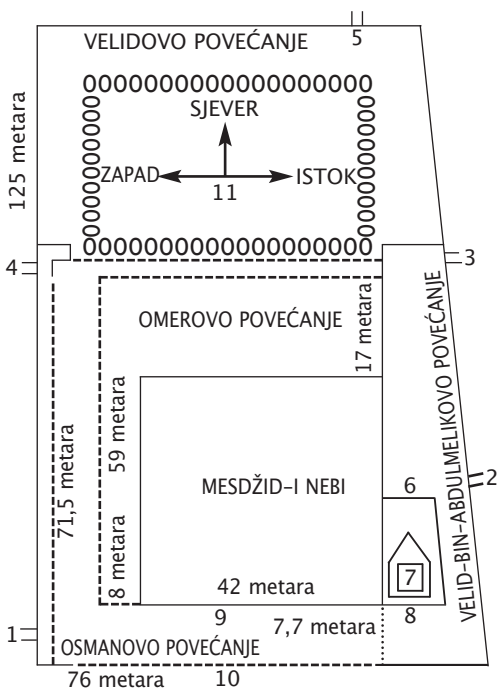 5
VELIDOVO POVEĆANJE
000000000000000000000
SJEVER
125 metara
ZAPAD
ISTOK
11
000000000000000000000
4
3
OMEROVO POVEĆANJE
17 metara
VELID-BIN-ABDULMELIKOVO POVEĆANJE
59 metara
71,5 metara
MESDŽID-I NEBI
6
2
8 metara
42 metara
7
9
7,7 metara
8
1
OSMANOVO POVEĆANJE
76 metara
10